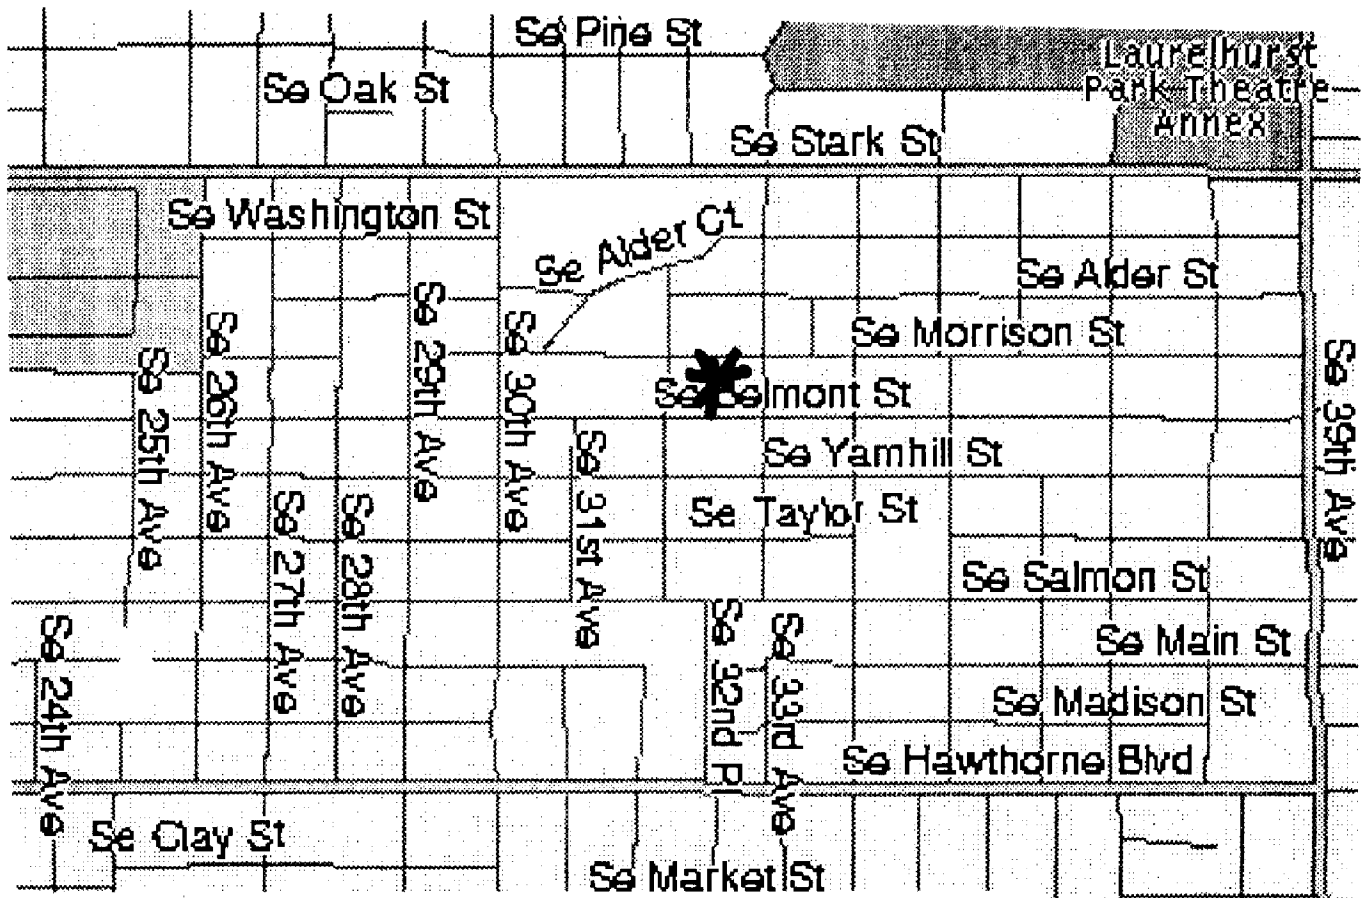 Se Pine St
Laurelhurst
Park Theatre
Annex
Se Oak St
Se Stark St
Se Washington St
Se Alder Ct
Se Alder St
Se Morrison St
Se 29th Ave
Se 30th Ave
Se 26th Ave
Se 25th Ave
Se 39th Ave
Se Belmont St
Se 31st Ave
Se Yamhill St
Se 27th Ave
Se 28th Ave
Se Taylor St
Se Salmon St
Se 24th Ave
Se 32nd Pl
Se 33rd Ave
Se Main St
Se Madison St
Se Hawthorne Blvd
Se Clay St
Se Market St